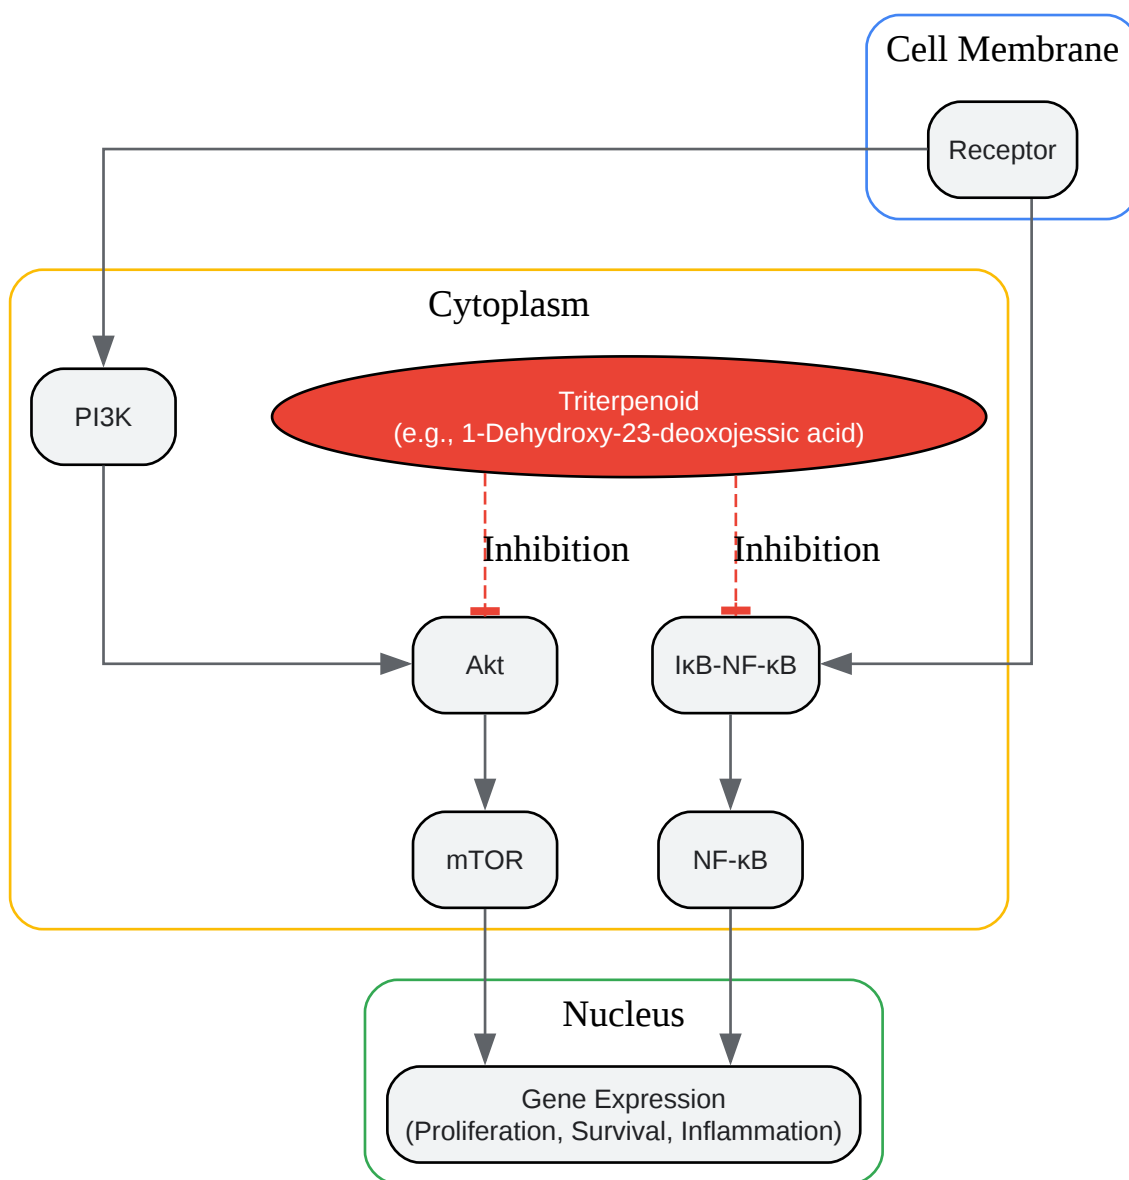 Cell Membrane
Receptor
Cytoplasm
PI3K
Triterpenoid
(e.g., 1-Dehydroxy-23-deoxojessic acid)
Inhibition
Inhibition
Akt
IκB-NF-κB
mTOR
NF-κB
Nucleus
Gene Expression
(Proliferation, Survival, Inflammation)